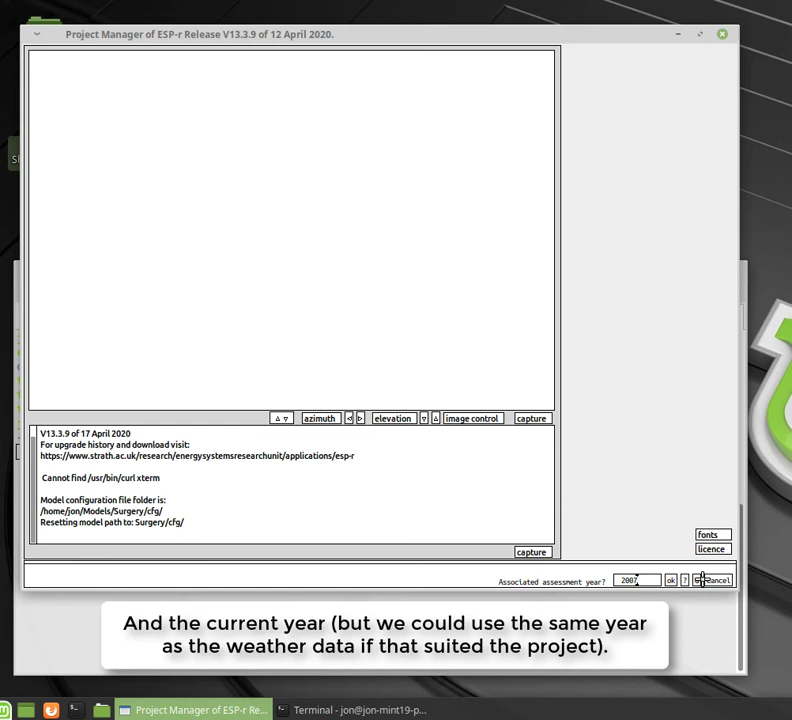 Project Manager of ESP-r Release V13.3.9 of 12 April 2020.
azimuth
elevation
image control
capture
V13.3.9 of 17 April 2020
For upgrade history and download visit:
https://www.strath.ac.uk/research/energysystemsresearchunit/applications/esp-r
Cannot find /usr/bin/curl xterm
Model configuration file folder is:
/home/jon/Models/Surgery/cfg/
Resetting model path to: Surgery/cfg/
fonts
licence
capture
Associated assessment year? 2007 ok ?
And the current year (but we could use the same year
as the weather data if that suited the project).
Project Manager of ESP-r Re...
Terminal - jon@jon-mint19-p...